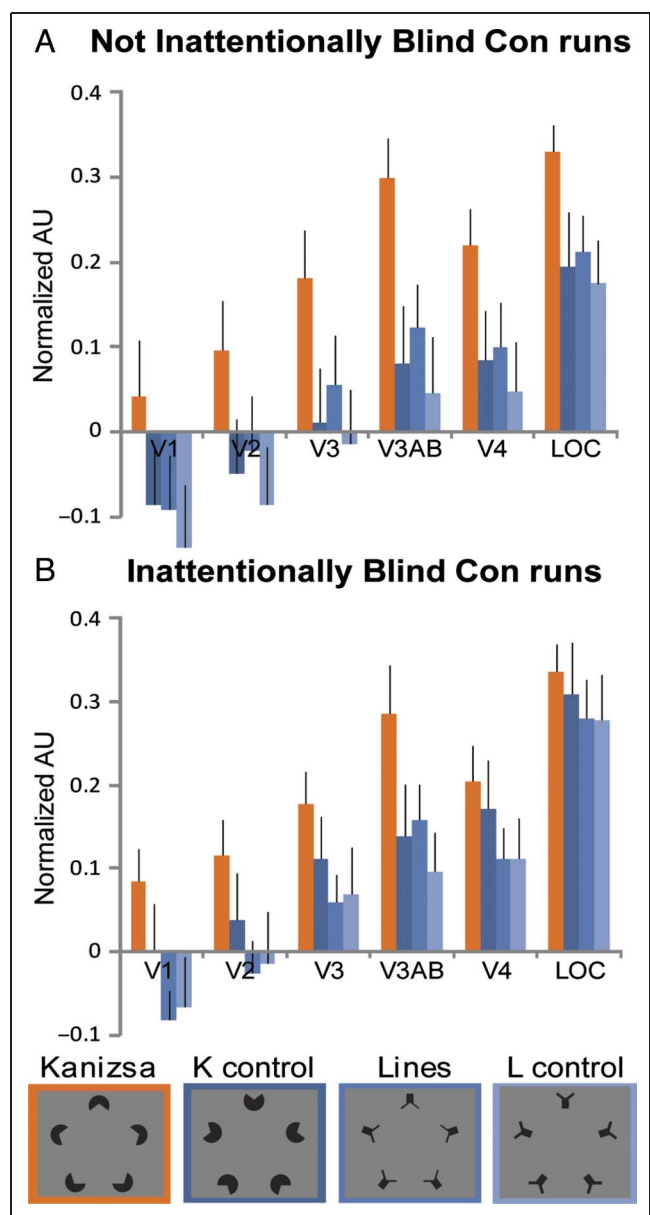 A Not Inattentionally Blind Con runs
0.4
0.3
0.2
0.1
0
−0.1
Normalized AU
V1 V2 V3 V3AB V4 LOC
B Inattentionally Blind Con runs
0.4
0.3
0.2
0.1
0
−0.1
Normalized AU
V1 V2 V3 V3AB V4 LOC
Kanizsa K control Lines L control